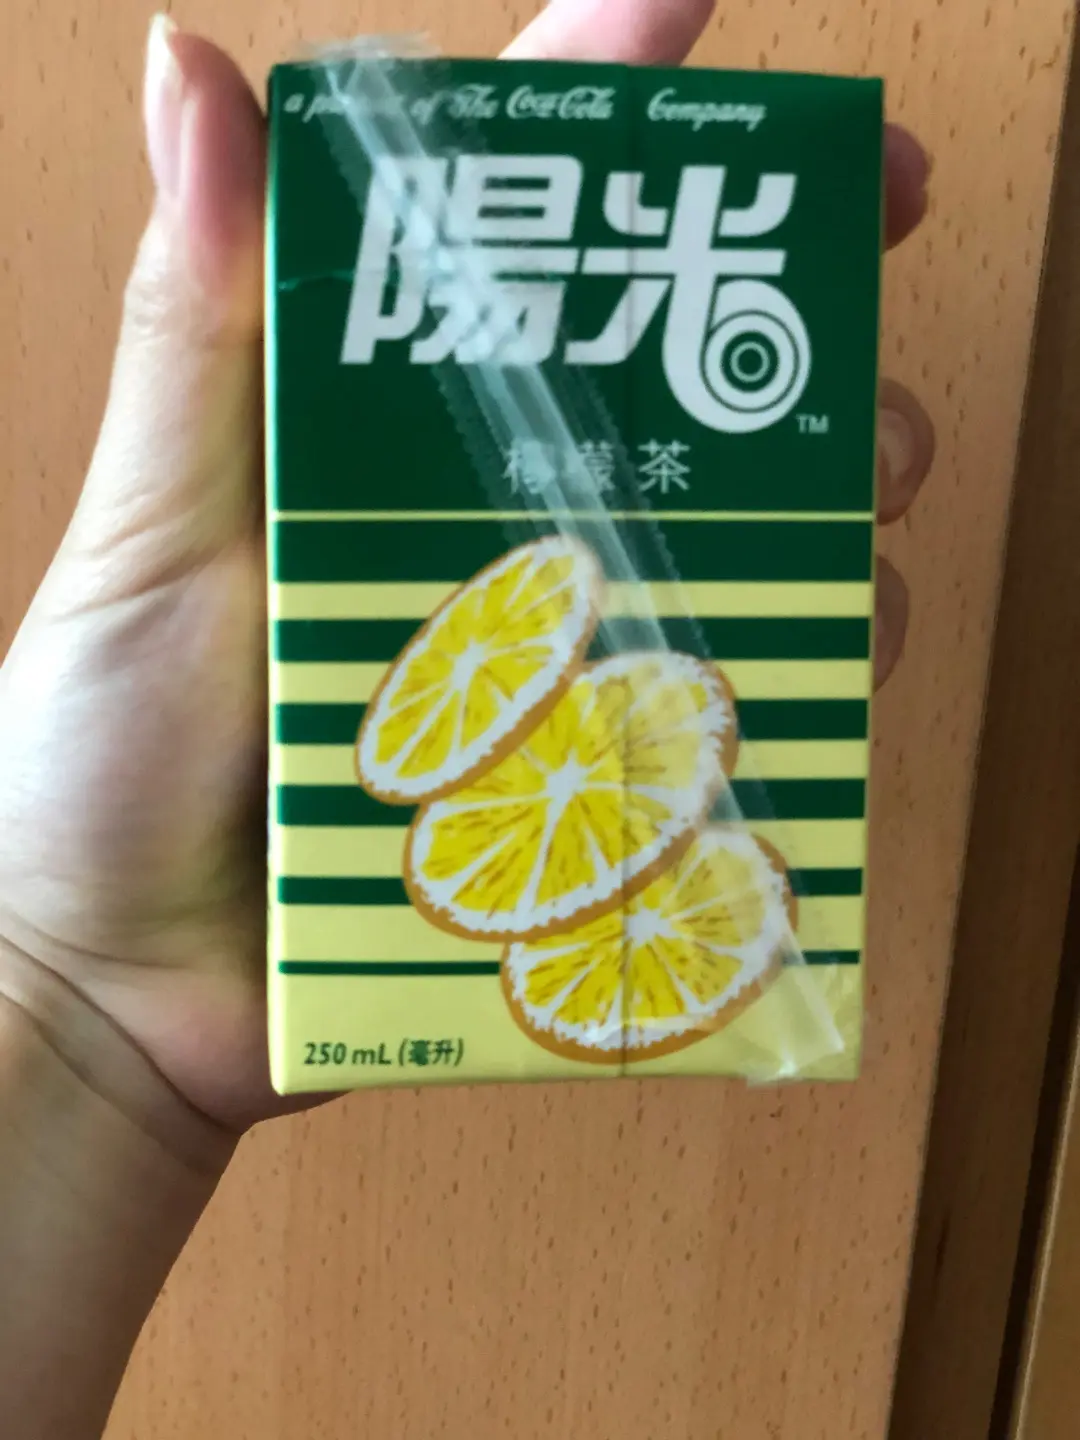 a product of The Coca-Cola Company
陽光
TM
檸檬茶
250 mL (毫升)